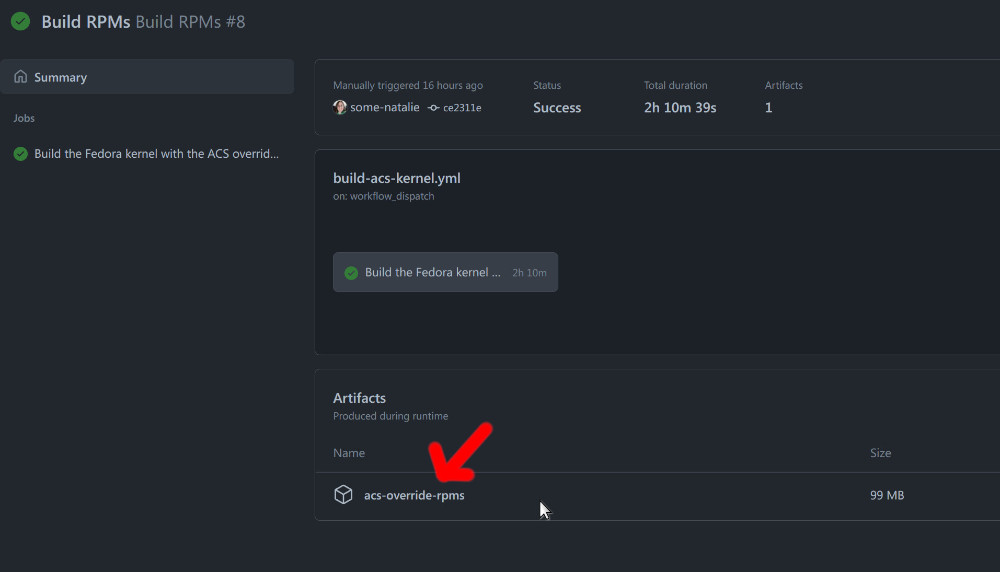 Build RPMs Build RPMs #8
Summary
Jobs
Build the Fedora kernel with the ACS overrid...
Manually triggered 16 hours ago
some-natalie ce2311e
Status
Success
Total duration
2h 10m 39s
Artifacts
1
build-acs-kernel.yml
on: workflow_dispatch
Build the Fedora kernel ... 2h 10m
Artifacts
Produced during runtime
Name Size
acs-override-rpms 99 MB